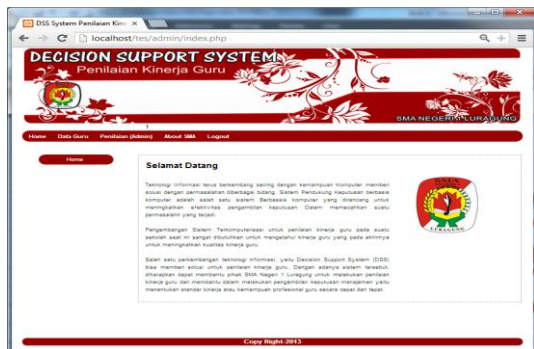 DSS System Penilaian Kine
localhost/tes/admin/index.php
DECISION SUPPORT SYSTEM
Penilaian Kinerja Guru
SMA NEGERI 1 LURAGUNG
Home Data Guru Penilaian (Admin) About SMA Logout
Home
Selamat Datang
Teknologi Informasi terus berkembang seiring dengan kemampuan komputer memberi
solusi dengan permasalahan diberbagai bidang. Sistem Pendukung Keputusan berbasis
komputer adalah salah satu sistem Berbassis komputer yang dirancang untuk
meningkatkan efektivitas pengambilan keputusan Dalam memecahkan suatu
permasalahn yang terjadi.
Pengembangan Sistem Terkomputerisasi untuk penilaian kinerja guru pada suatu
sekolah saat ini sangat dibutuhkan untuk mengetahui kinerja guru yang pada akhirnya
untuk meningkatkan kualitas kinerja guru.
Salah satu perkembangan teknologi informasi, yaitu Decision Support System (DSS)
bisa memberi solusi untuk penilaian kinerja guru.. Dengan adanya sistem tersebut,
diharapkan dapat membantu pihak SMA Negeri 1 Luragung untuk melakukan penilaian
kinerja guru dan membantu dalam melakukan pengambilan keputusan manajemen yaitu
menentukan standar kinerja atau kemampuan profesional guru secara cepat dan tepat.
LURAGUNG
Copy Right-2013